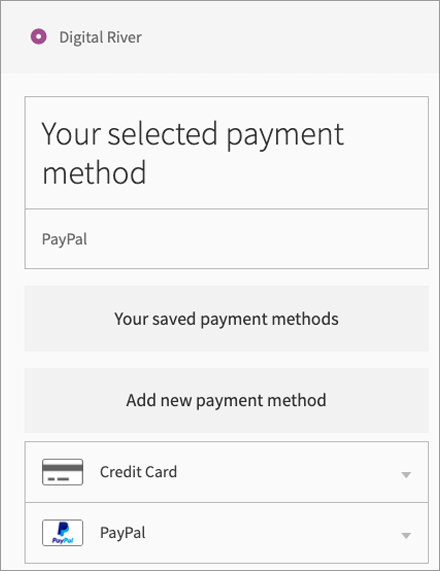 Digital River
Your selected payment
method
PayPal
Your saved payment methods
Add new payment method
Credit Card
PayPal
PayPal